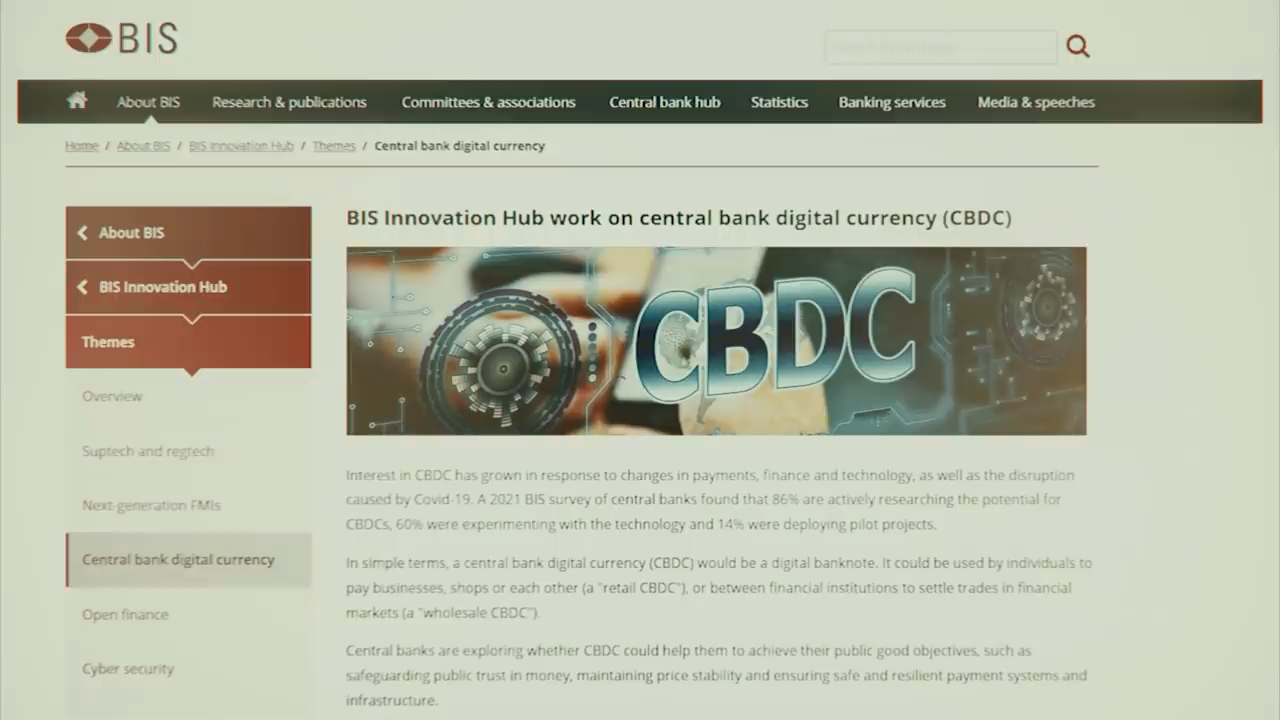 BIS
About BIS Research & publications Committees & associations Central bank hub Statistics Banking services Media & speeches
Home / About BIS / BIS Innovation Hub / Themes / Central bank digital currency
About BIS
BIS Innovation Hub
Themes
Overview
Suptech and regtech
Next-generation FMIs
Central bank digital currency
Open finance
Cyber security
BIS Innovation Hub work on central bank digital currency (CBDC)
CBDC
Interest in CBDC has grown in response to changes in payments, finance and technology, as well as the disruption
caused by Covid-19. A 2021 BIS survey of central banks found that 86% are actively researching the potential for
CBDCs, 60% were experimenting with the technology and 14% were deploying pilot projects.
In simple terms, a central bank digital currency (CBDC) would be a digital banknote. It could be used by individuals to
pay businesses, shops or each other (a "retail CBDC"), or between financial institutions to settle trades in financial
markets (a "wholesale CBDC").
Central banks are exploring whether CBDC could help them to achieve their public good objectives, such as
safeguarding public trust in money, maintaining price stability and ensuring safe and resilient payment systems and
infrastructure.